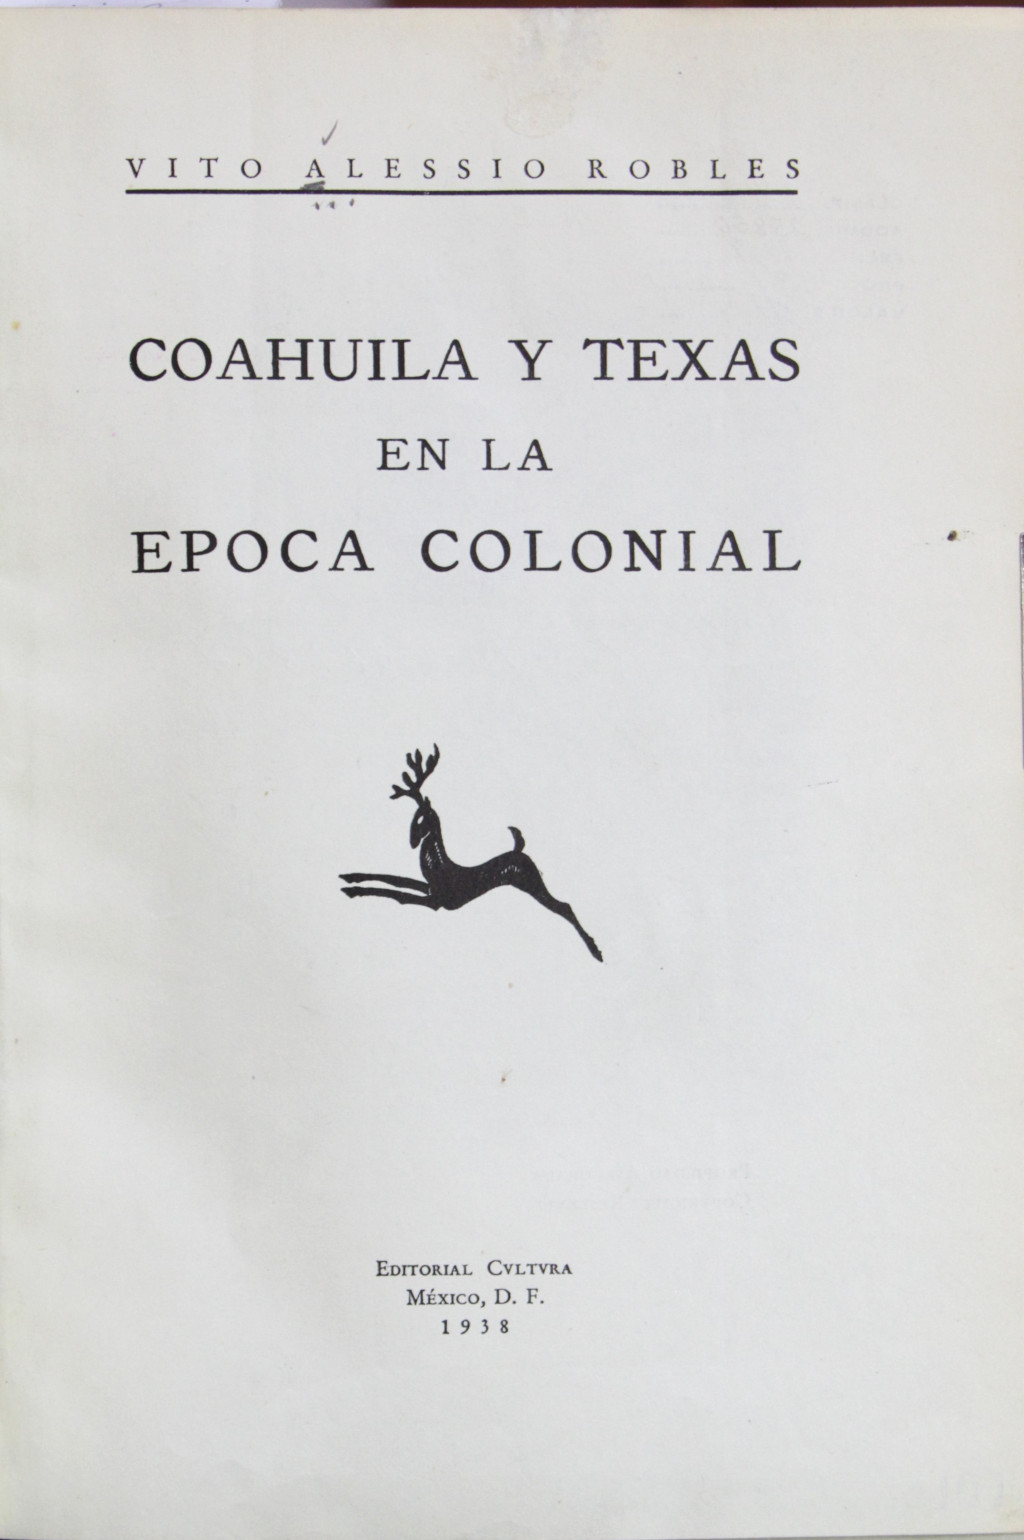 VITO ALESSIO ROBLES
COAHUILA Y TEXAS
EN LA
EPOCA COLONIAL
EDITORIAL CVLTVRA
MÉXICO, D. F.
1938